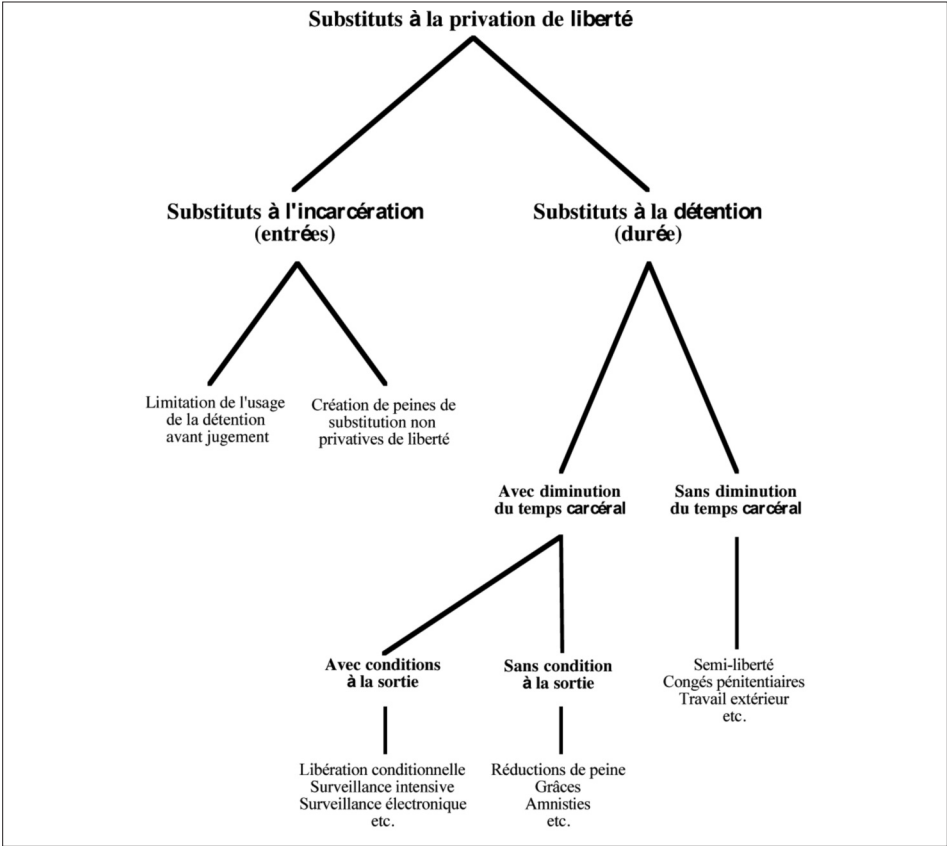 Substituts à la privation de liberté
Substituts à l'incarcération
(entrées)
Substituts à la détention
(durée)
Limitation de l'usage
de la détention
avant jugement
Création de peines de
substitution non
privatives de liberté
Avec diminution
du temps carcéral
Sans diminution
du temps carcéral
Avec conditions
à la sortie
Sans condition
à la sortie
Semi-liberté
Congés pénitentiaires
Travail extérieur
etc.
Libération conditionnelle
Surveillance intensive
Surveillance électronique
etc.
Réductions de peine
Grâces
Amnisties
etc.